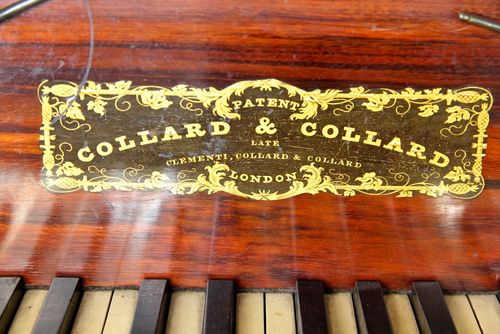 PATENT
COLLARD & COLLARD
LATE
CLEMENTI, COLLARD & COLLARD
LONDON